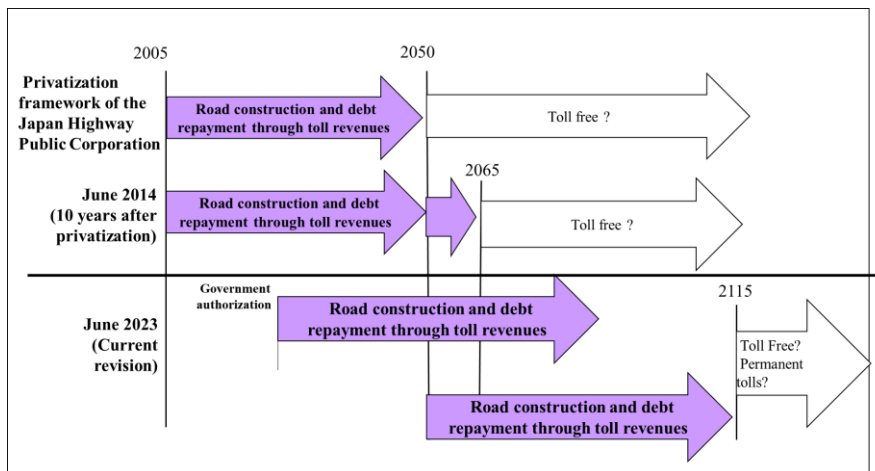 2005
2050
Privatization
framework of the
Japan Highway
Public Corporation
Road construction and debt
repayment through toll revenues
Toll free ?
2065
June 2014
(10 years after
privatization)
Road construction and debt
repayment through toll revenues
Toll free ?
Government
authorization
2115
June 2023
(Current
revision)
Road construction and debt
repayment through toll revenues
Toll Free?
Permanent
tolls?
Road construction and debt
repayment through toll revenues